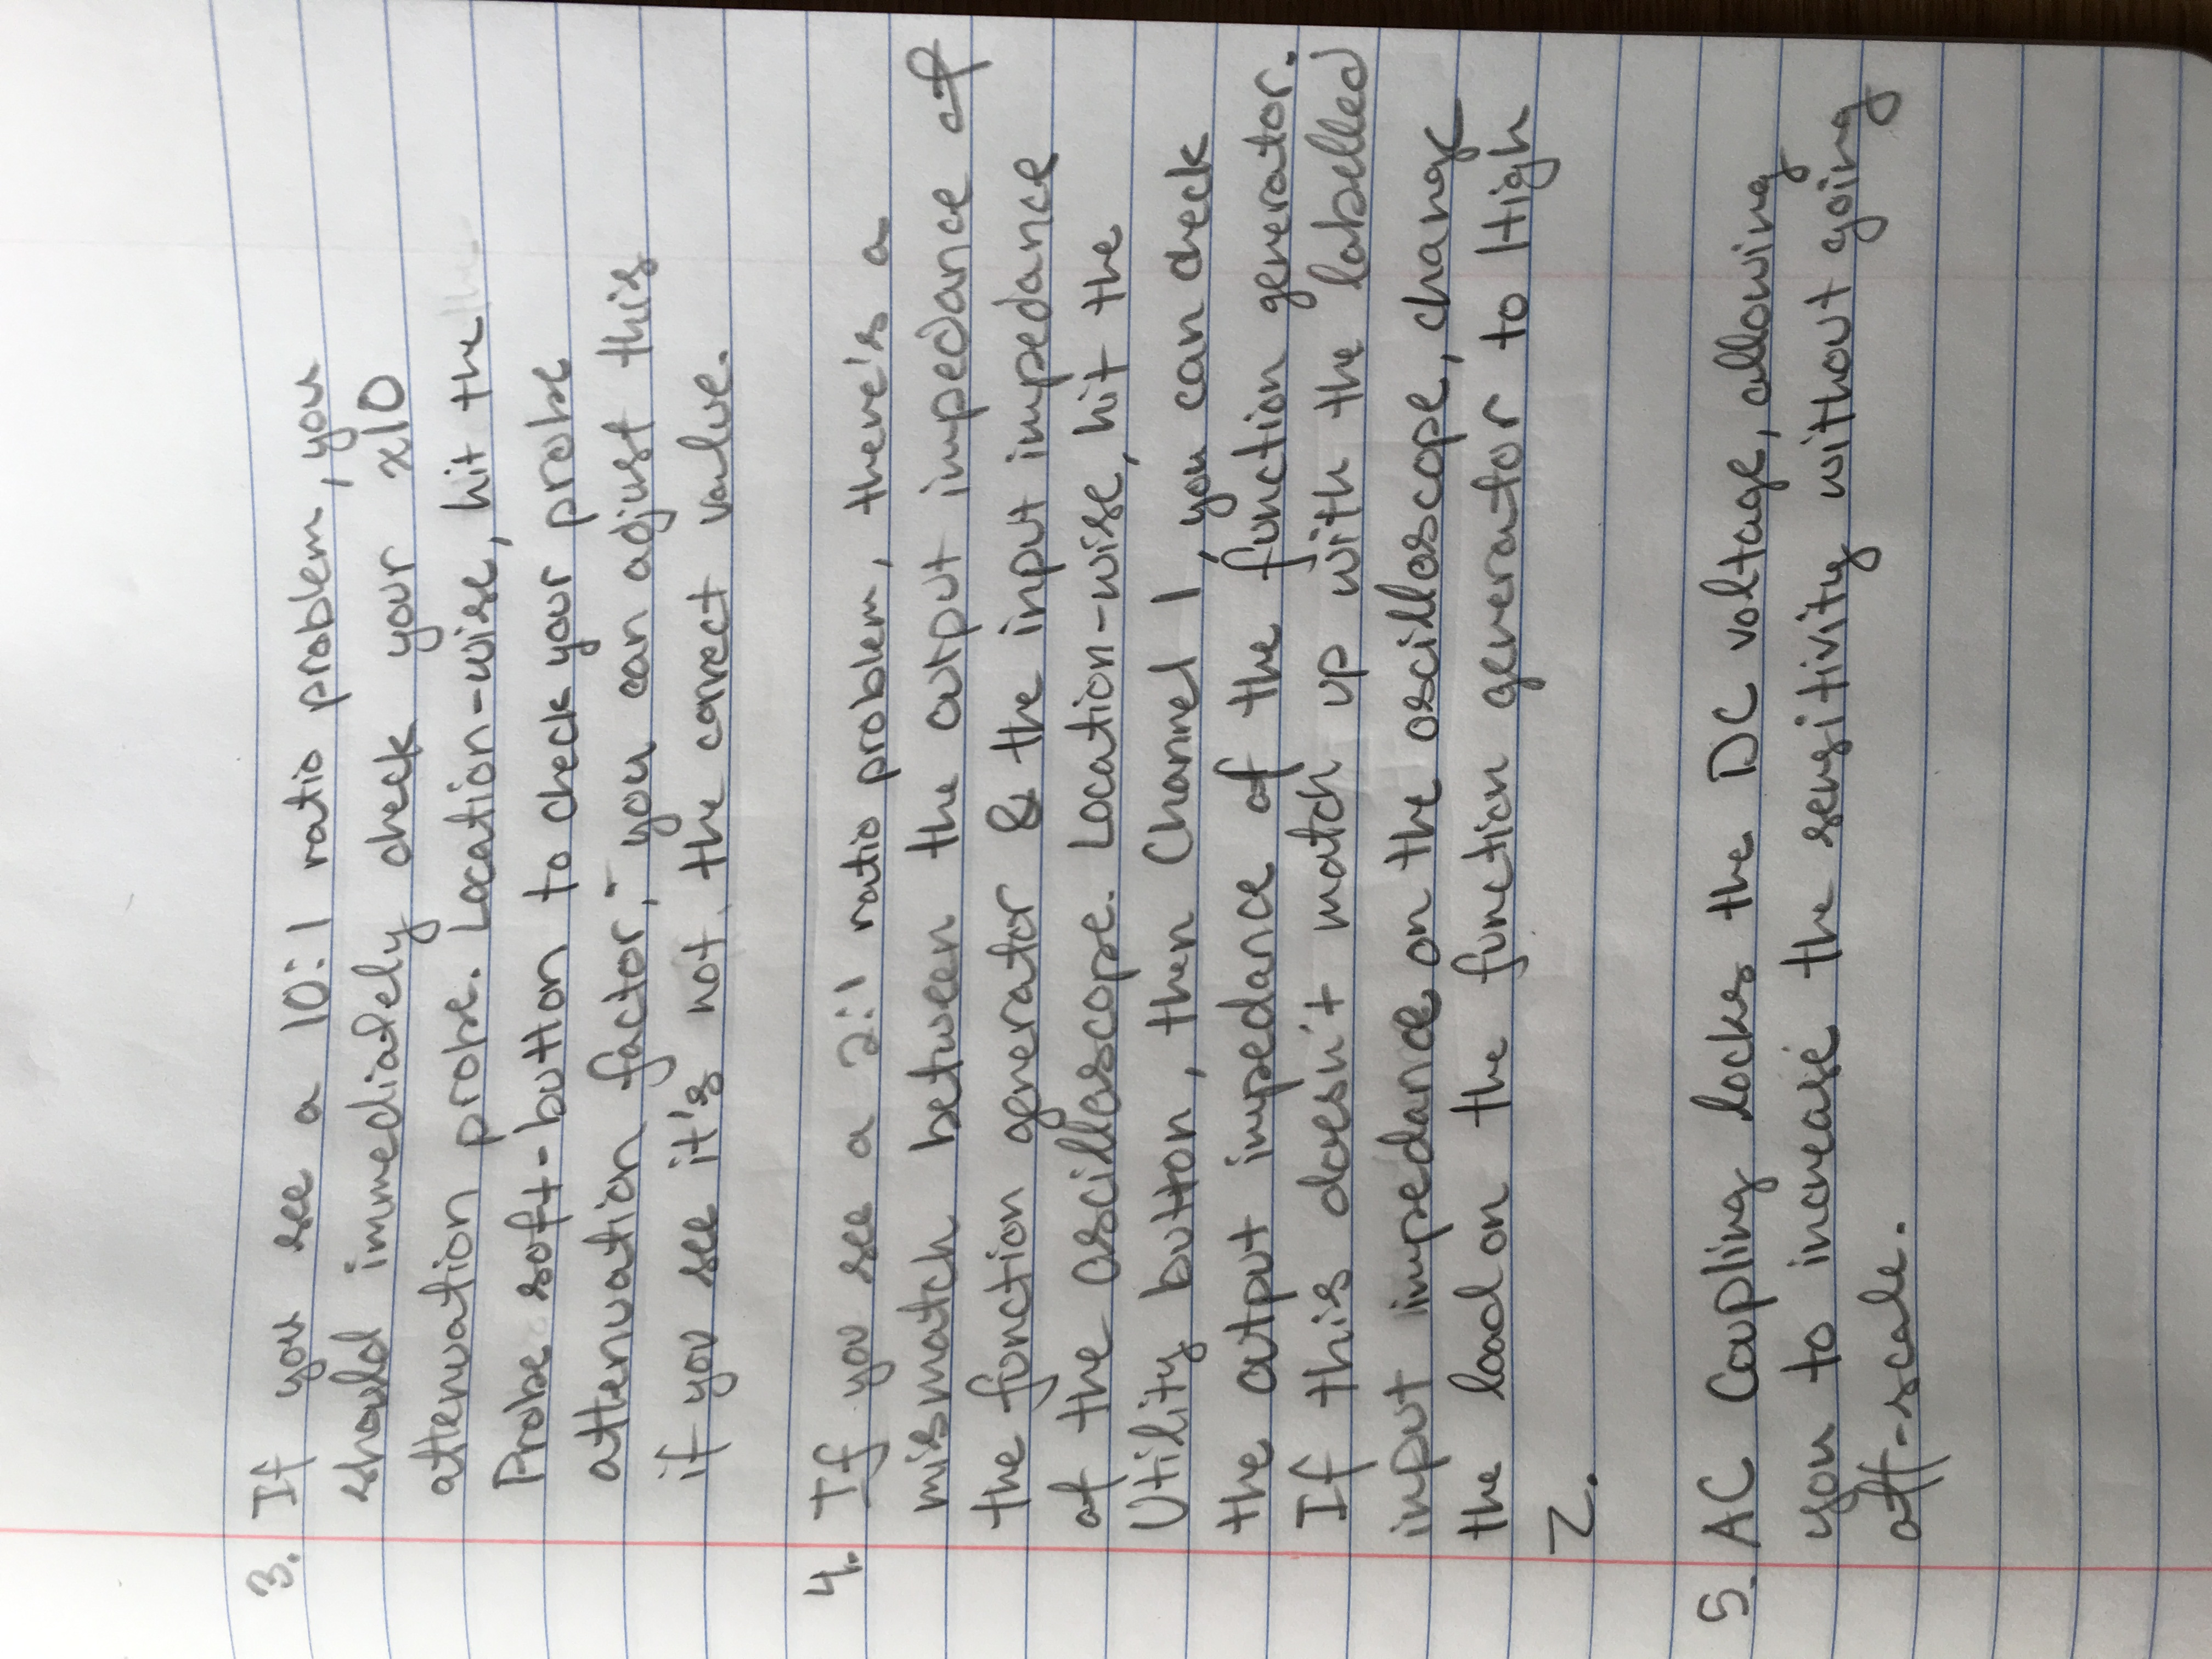 3. If you see a 10:1 ratio problem, you
should immediately check your x10
attenuation probe. Location-wise, hit the
Probe soft-button to check your probe
attenuation factor, you can adjust this
if you see it's not the correct value.
4. If you see a 2:1 ratio problem, there's a
mismatch between the output impedance of
the function generator & the input impedance
of the oscilloscope. Location-wise, hit the
Utility button, then Channel 1, you can check
the output impedance of the function generator.
If this doesn't match up with the labelled
input impedance on the oscilloscope, change
the load on the function generator to High
Z.
5. AC Coupling locks the DC voltage, allowing
you to increase the sensitivity without going
off-scale.